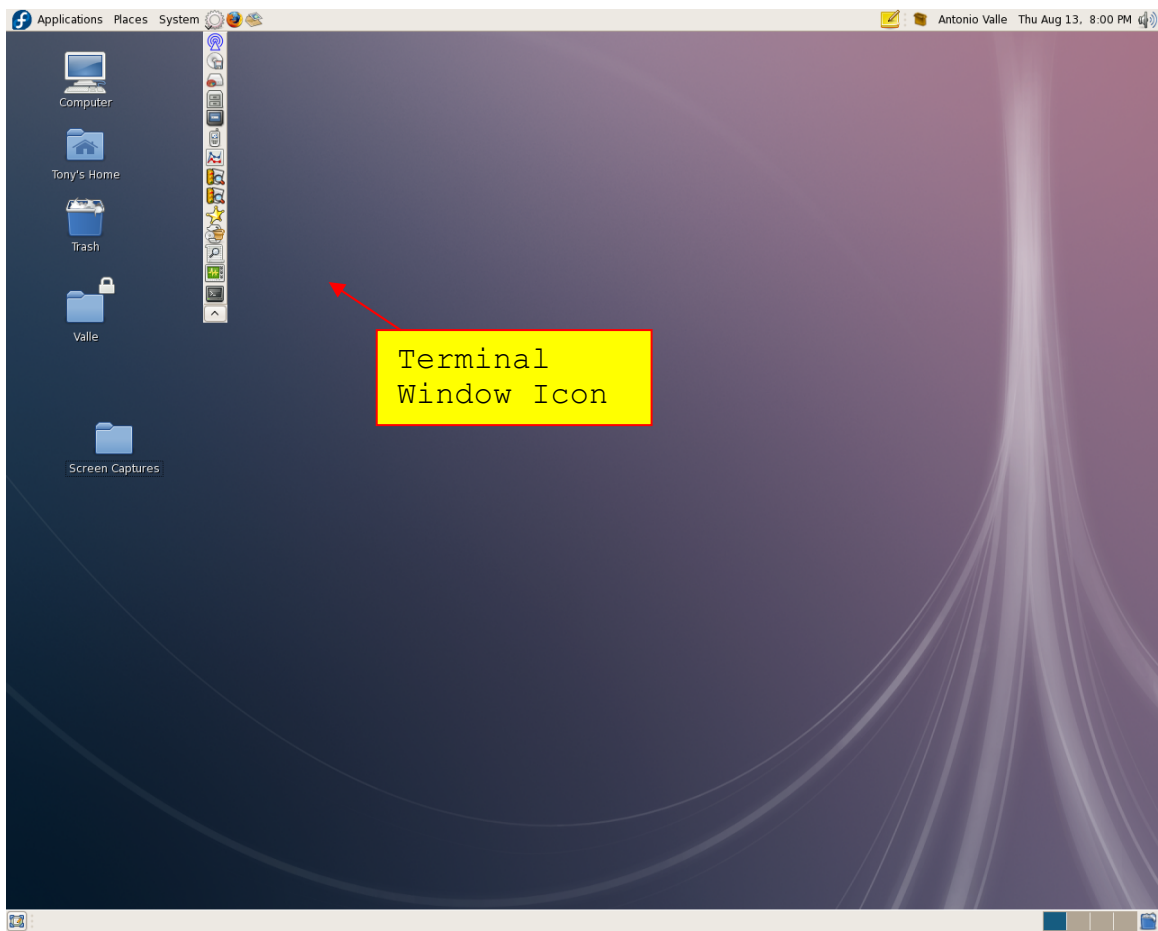 Applications Places System
Antonio Valle Thu Aug 13, 8:00 PM
Computer
Tony's Home
Trash
Valle
Terminal
Window Icon
Screen Captures